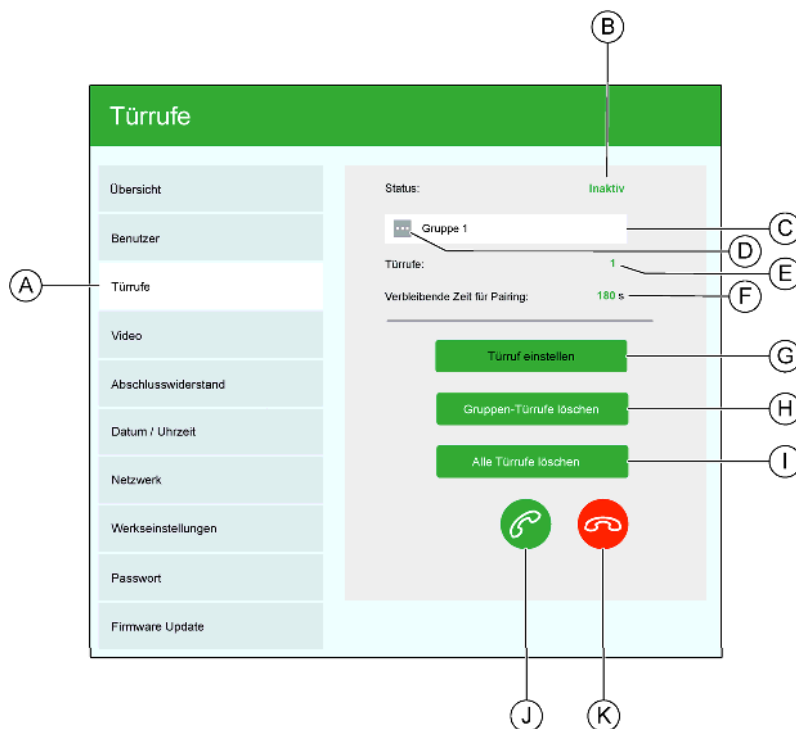 B
Türrufe
Übersicht
Benutzer
Türrufe
Video
Abschlusswiderstand
Datum / Uhrzeit
Netzwerk
Werkseinstellungen
Passwort
Firmware Update
A
Status: Inaktiv
Gruppe 1
C
D
Türrufe: 1
E
Verbleibende Zeit für Pairing: 180 s
F
Türruf einstellen
G
Gruppen-Türrufe löschen
H
Alle Türrufe löschen
I
J
K